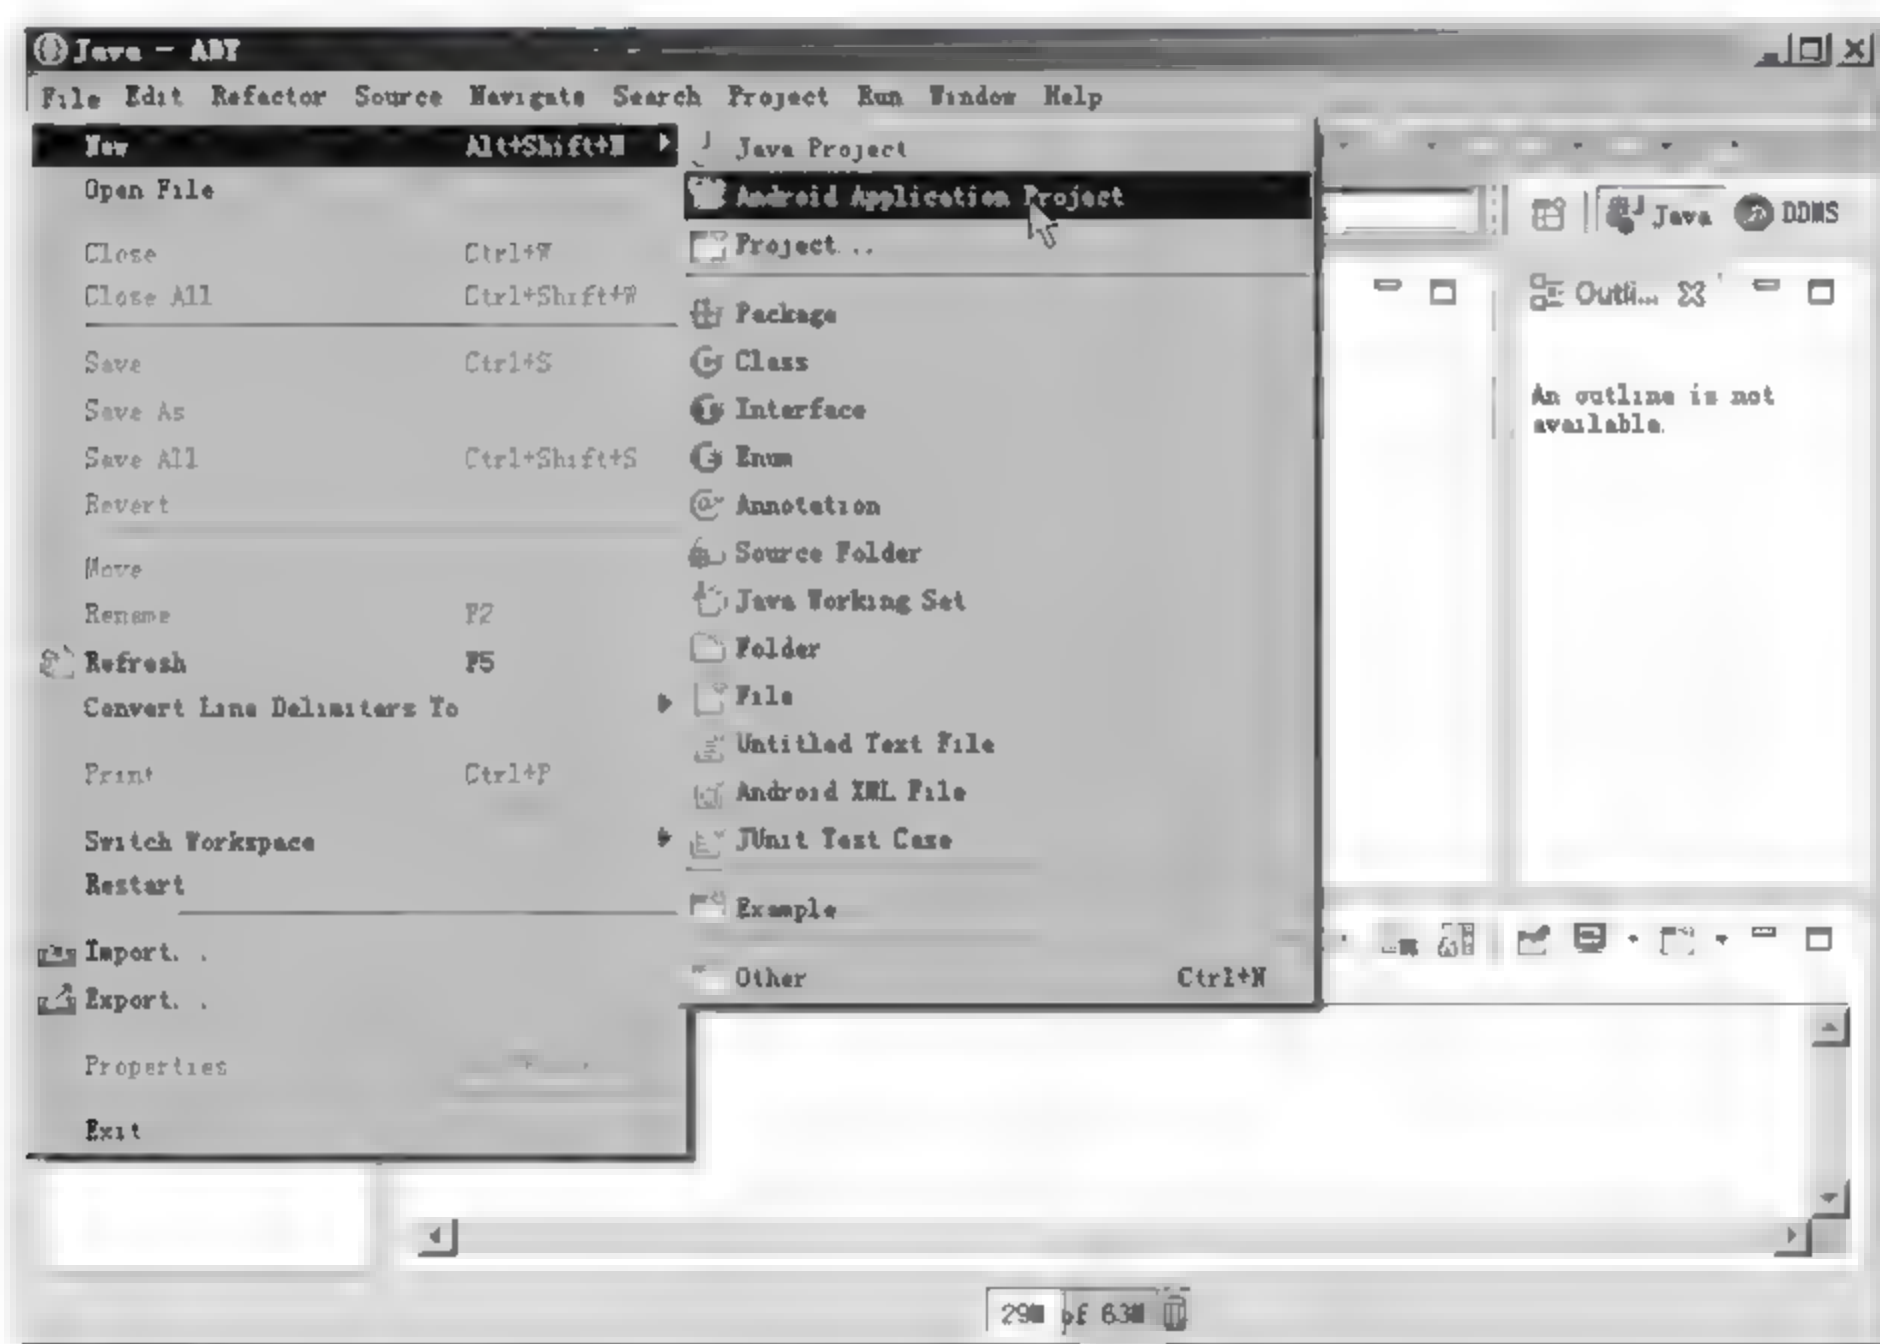 Java - ADT
File Edit Refactor Source Navigate Search Project Run Window Help
New Alt+Shift+N
Open File
Close Ctrl+W
Close All Ctrl+Shift+W
Save Ctrl+S
Save As
Save All Ctrl+Shift+S
Revert
Move
Rename F2
Refresh F5
Convert Line Delimiters To
Print Ctrl+P
Switch Workspace
Restart
Import. .
Export. .
Properties
Exit
Java Project
Android Application Project
Project...
Package
Class
Interface
Enum
Annotation
Source Folder
Java Working Set
Folder
File
Untitled Text File
Android XML File
JUnit Test Case
Example
Other Ctrl+N
Java DDMS
Outli...
An outline is not
available.
29M of 63M